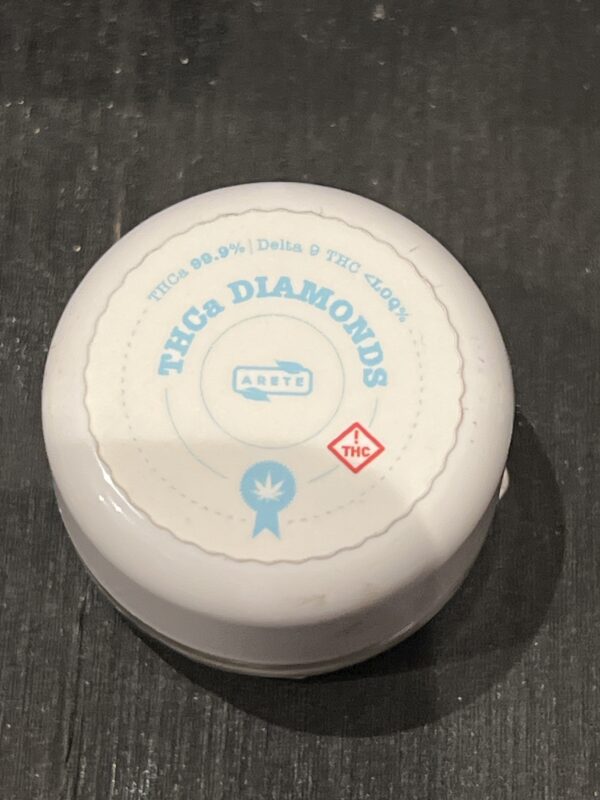 THCa 99.9% | Delta 9 THC <LOQ%
THCa DIAMONDS
ARETE
!
THC